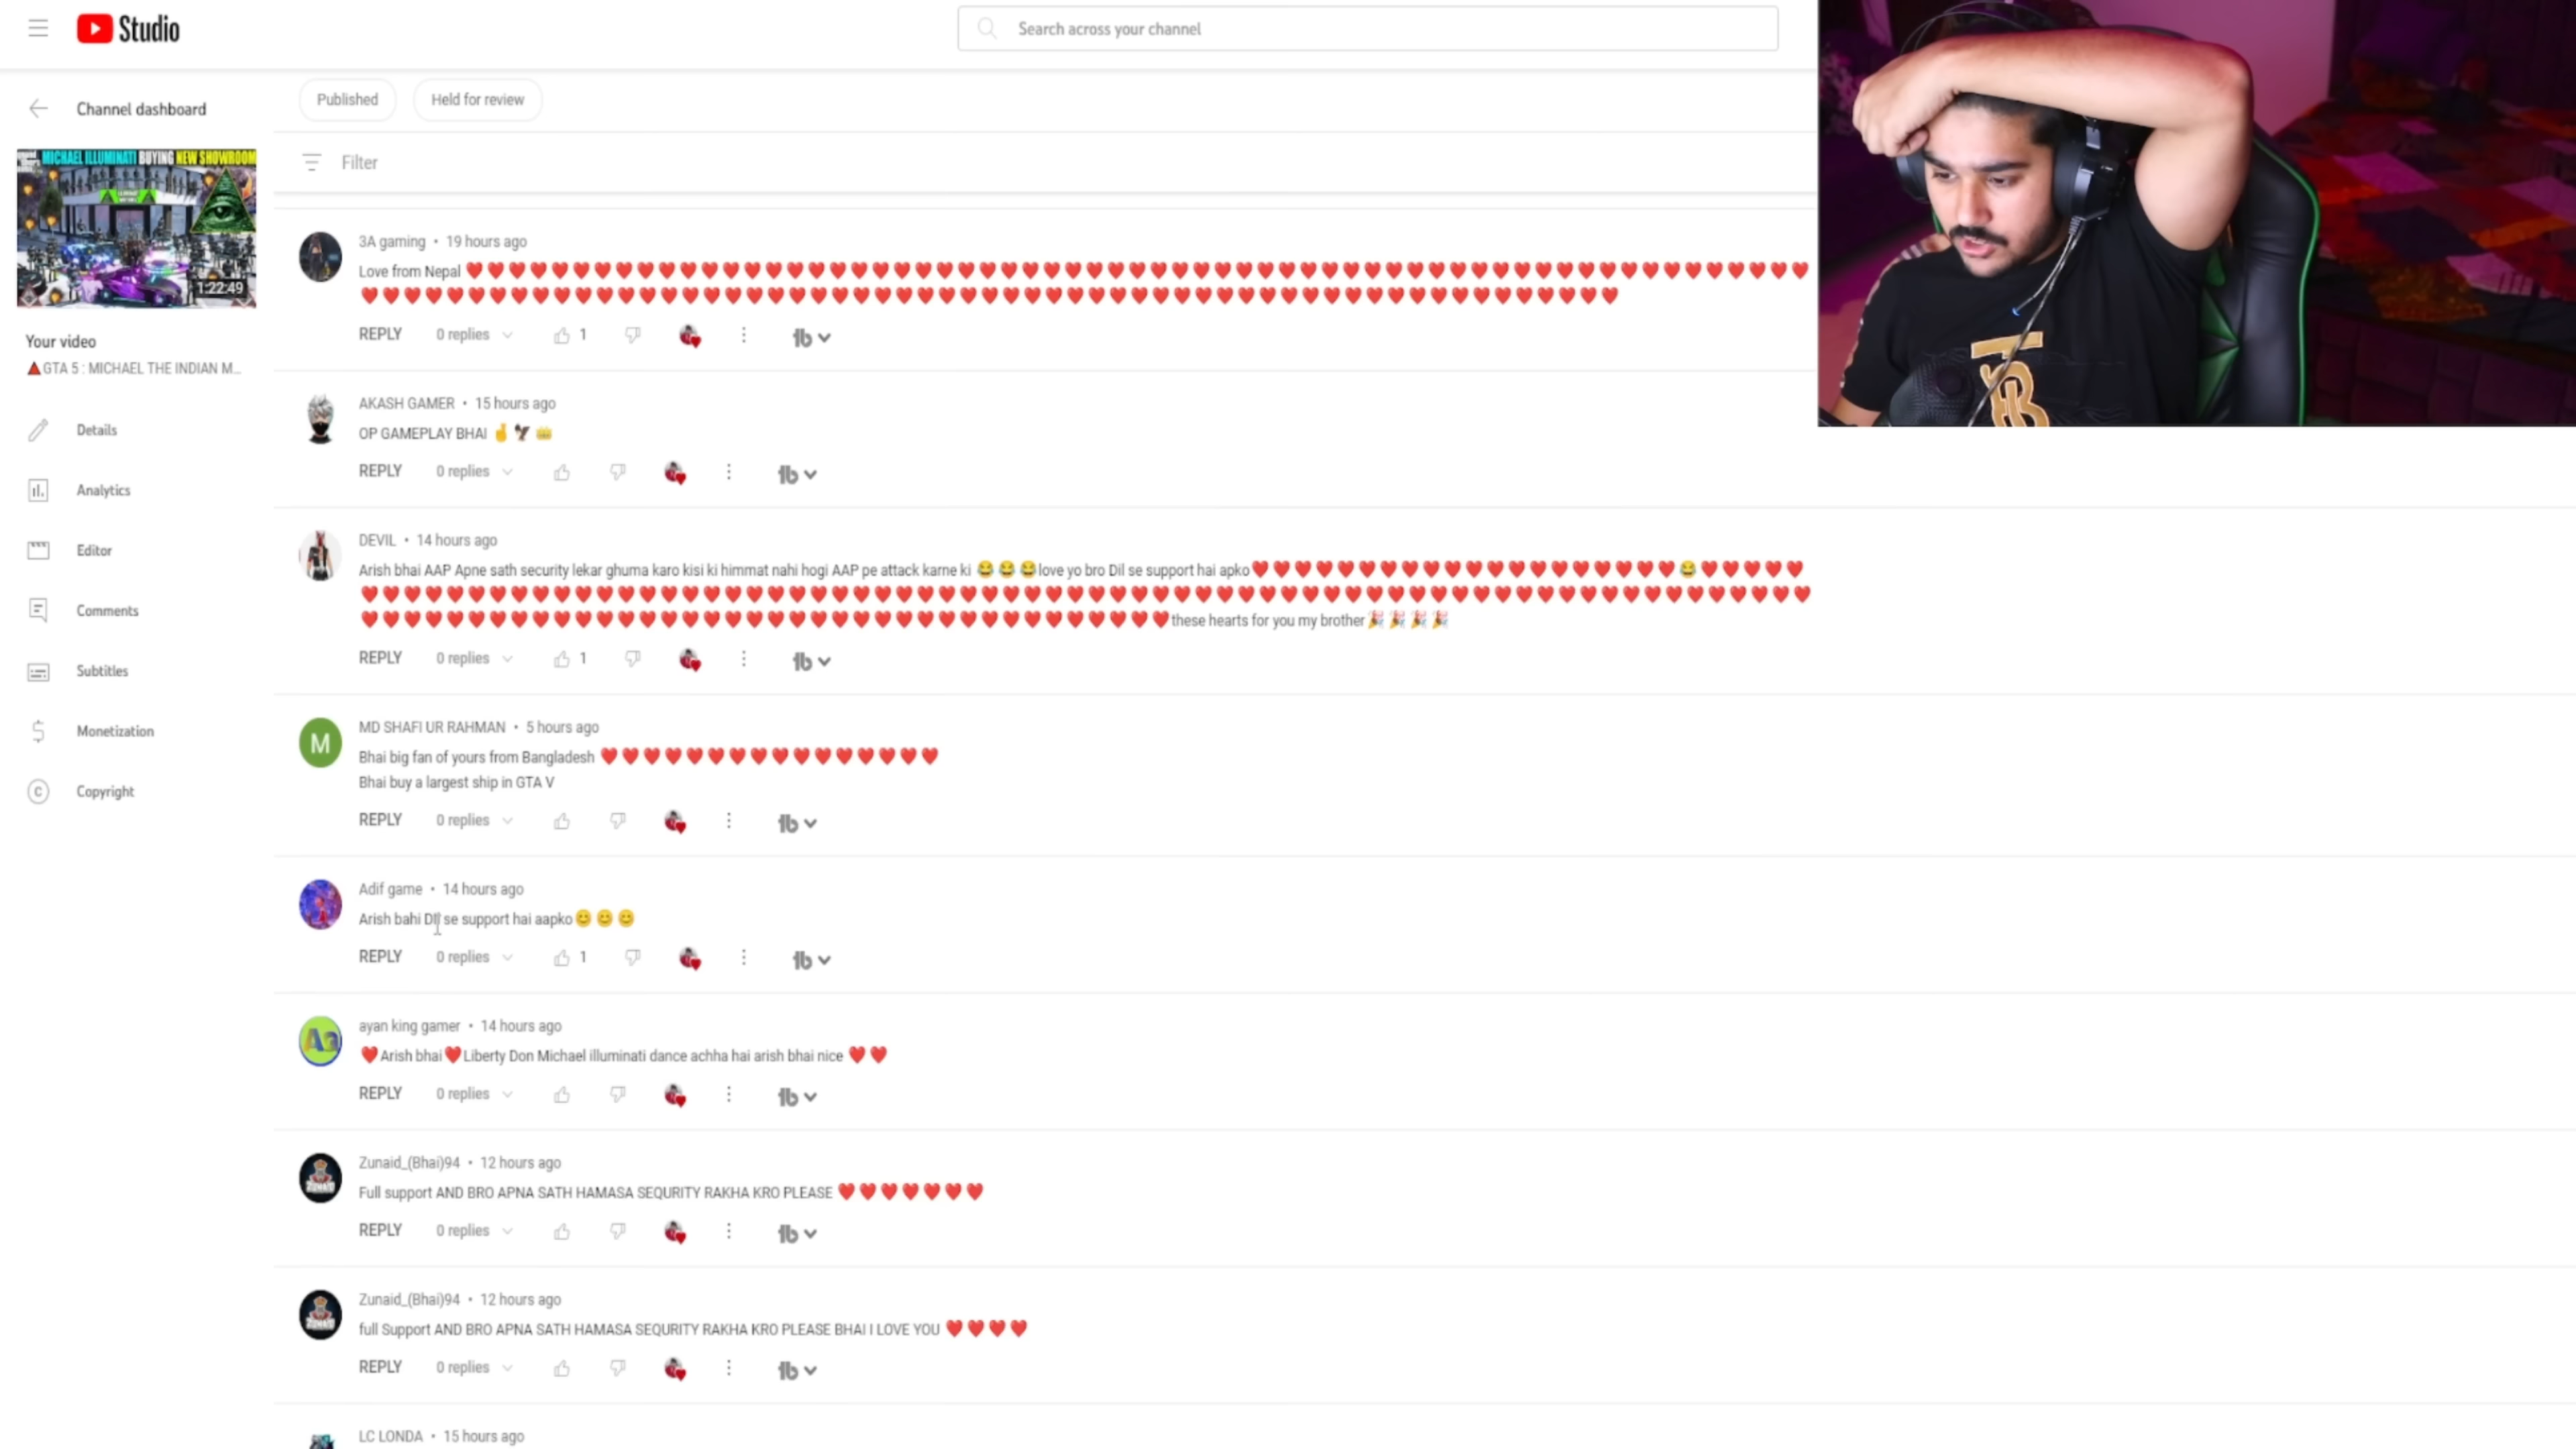 Studio
Search across your channel
Channel dashboard
MICHAEL ILLUMINATI BUYING NEW SHOWROOM
1:22:49
Your video
🔺GTA 5 : MICHAEL THE INDIAN M...
Details
Analytics
Editor
Comments
Subtitles
Monetization
Copyright
Published
Held for review
Filter
3A gaming • 19 hours ago
Love from Nepal ❤❤❤❤❤❤❤❤❤❤❤❤❤❤❤❤❤❤❤❤❤❤❤❤❤❤❤❤❤❤❤❤❤❤❤❤❤❤❤❤❤❤❤❤❤❤❤❤❤❤❤❤❤❤❤❤❤❤❤❤❤❤❤
❤❤❤❤❤❤❤❤❤❤❤❤❤❤❤❤❤❤❤❤❤❤❤❤❤❤❤❤❤❤❤❤❤❤❤❤❤❤❤❤❤❤❤❤❤❤❤❤❤❤❤❤❤❤❤❤❤❤❤
REPLY 0 replies 1
AKASH GAMER • 15 hours ago
OP GAMEPLAY BHAI 🤞🦅👑
REPLY 0 replies
DEVIL • 14 hours ago
Arish bhai AAP Apne sath security lekar ghuma karo kisi ki himmat nahi hogi AAP pe attack karne ki 😂😂😂love yo bro Dil se support hai apko❤❤❤❤❤❤❤❤❤❤❤❤❤❤❤❤❤❤❤❤😂❤❤❤❤❤
❤❤❤❤❤❤❤❤❤❤❤❤❤❤❤❤❤❤❤❤❤❤❤❤❤❤❤❤❤❤❤❤❤❤❤❤❤❤❤❤❤❤❤❤❤❤❤❤❤❤❤❤❤❤❤❤❤❤❤❤❤❤❤❤❤❤❤❤
❤❤❤❤❤❤❤❤❤❤❤❤❤❤❤❤❤❤❤❤❤❤❤❤❤❤❤❤❤❤❤❤❤❤❤❤❤❤these hearts for you my brother🎉🎉🎉🎉
REPLY 0 replies 1
M
MD SHAFI UR RAHMAN • 5 hours ago
Bhai big fan of yours from Bangladesh ❤❤❤❤❤❤❤❤❤❤❤❤❤❤❤❤
Bhai buy a largest ship in GTA V
REPLY 0 replies
Adif game • 14 hours ago
Arish bahi Dil se support hai aapko😊😊😊
REPLY 0 replies 1
ayan king gamer • 14 hours ago
❤Arish bhai❤Liberty Don Michael illuminati dance achha hai arish bhai nice ❤❤
REPLY 0 replies
Zunaid_(Bhai)94 • 12 hours ago
Full support AND BRO APNA SATH HAMASA SEQURITY RAKHA KRO PLEASE ❤❤❤❤❤❤❤
REPLY 0 replies
Zunaid_(Bhai)94 • 12 hours ago
full Support AND BRO APNA SATH HAMASA SEQURITY RAKHA KRO PLEASE BHAI I LOVE YOU ❤❤❤❤
REPLY 0 replies
LC LONDA • 15 hours ago